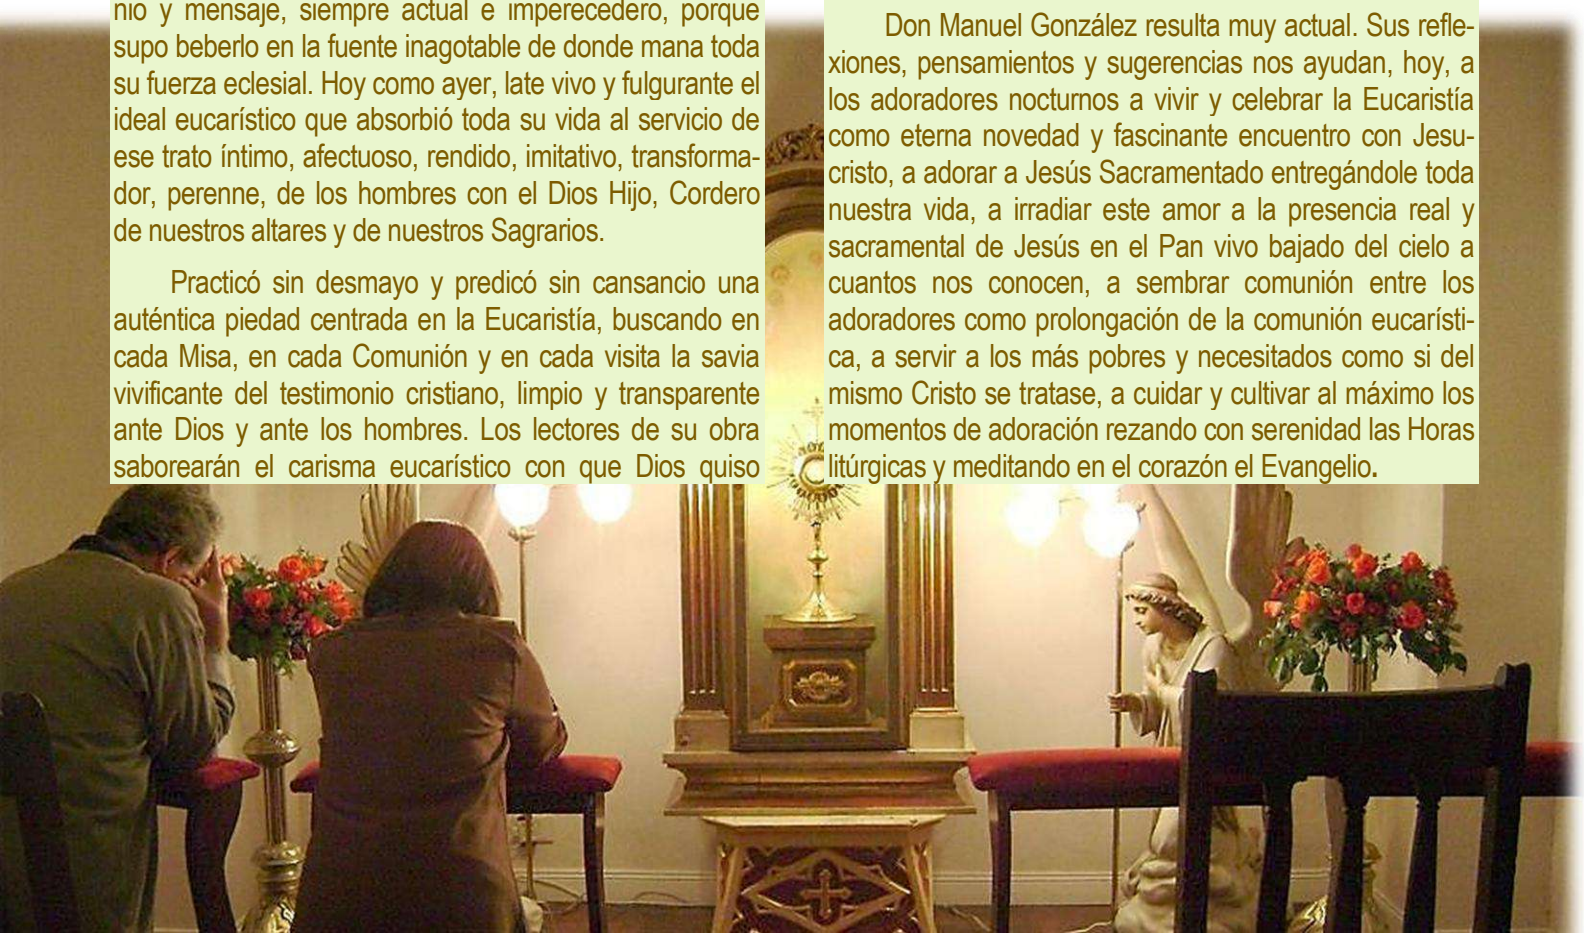 nio y mensaje, siempre actual e imperecedero, porque
supo beberlo en la fuente inagotable de donde mana toda
su fuerza eclesial. Hoy como ayer, late vivo y fulgurante el
ideal eucarístico que absorbió toda su vida al servicio de
ese trato íntimo, afectuoso, rendido, imitativo, transforma-
dor, perenne, de los hombres con el Dios Hijo, Cordero
de nuestros altares y de nuestros Sagrarios.
Practicó sin desmayo y predicó sin cansancio una
auténtica piedad centrada en la Eucaristía, buscando en
cada Misa, en cada Comunión y en cada visita la savia
vivificante del testimonio cristiano, limpio y transparente
ante Dios y ante los hombres. Los lectores de su obra
saborearán el carisma eucarístico con que Dios quiso
Don Manuel González resulta muy actual. Sus refle-
xiones, pensamientos y sugerencias nos ayudan, hoy, a
los adoradores nocturnos a vivir y celebrar la Eucaristía
como eterna novedad y fascinante encuentro con Jesu-
cristo, a adorar a Jesús Sacramentado entregándole toda
nuestra vida, a irradiar este amor a la presencia real y
sacramental de Jesús en el Pan vivo bajado del cielo a
cuantos nos conocen, a sembrar comunión entre los
adoradores como prolongación de la comunión eucarísti-
ca, a servir a los más pobres y necesitados como si del
mismo Cristo se tratase, a cuidar y cultivar al máximo los
momentos de adoración rezando con serenidad las Horas
litúrgicas y meditando en el corazón el Evangelio.